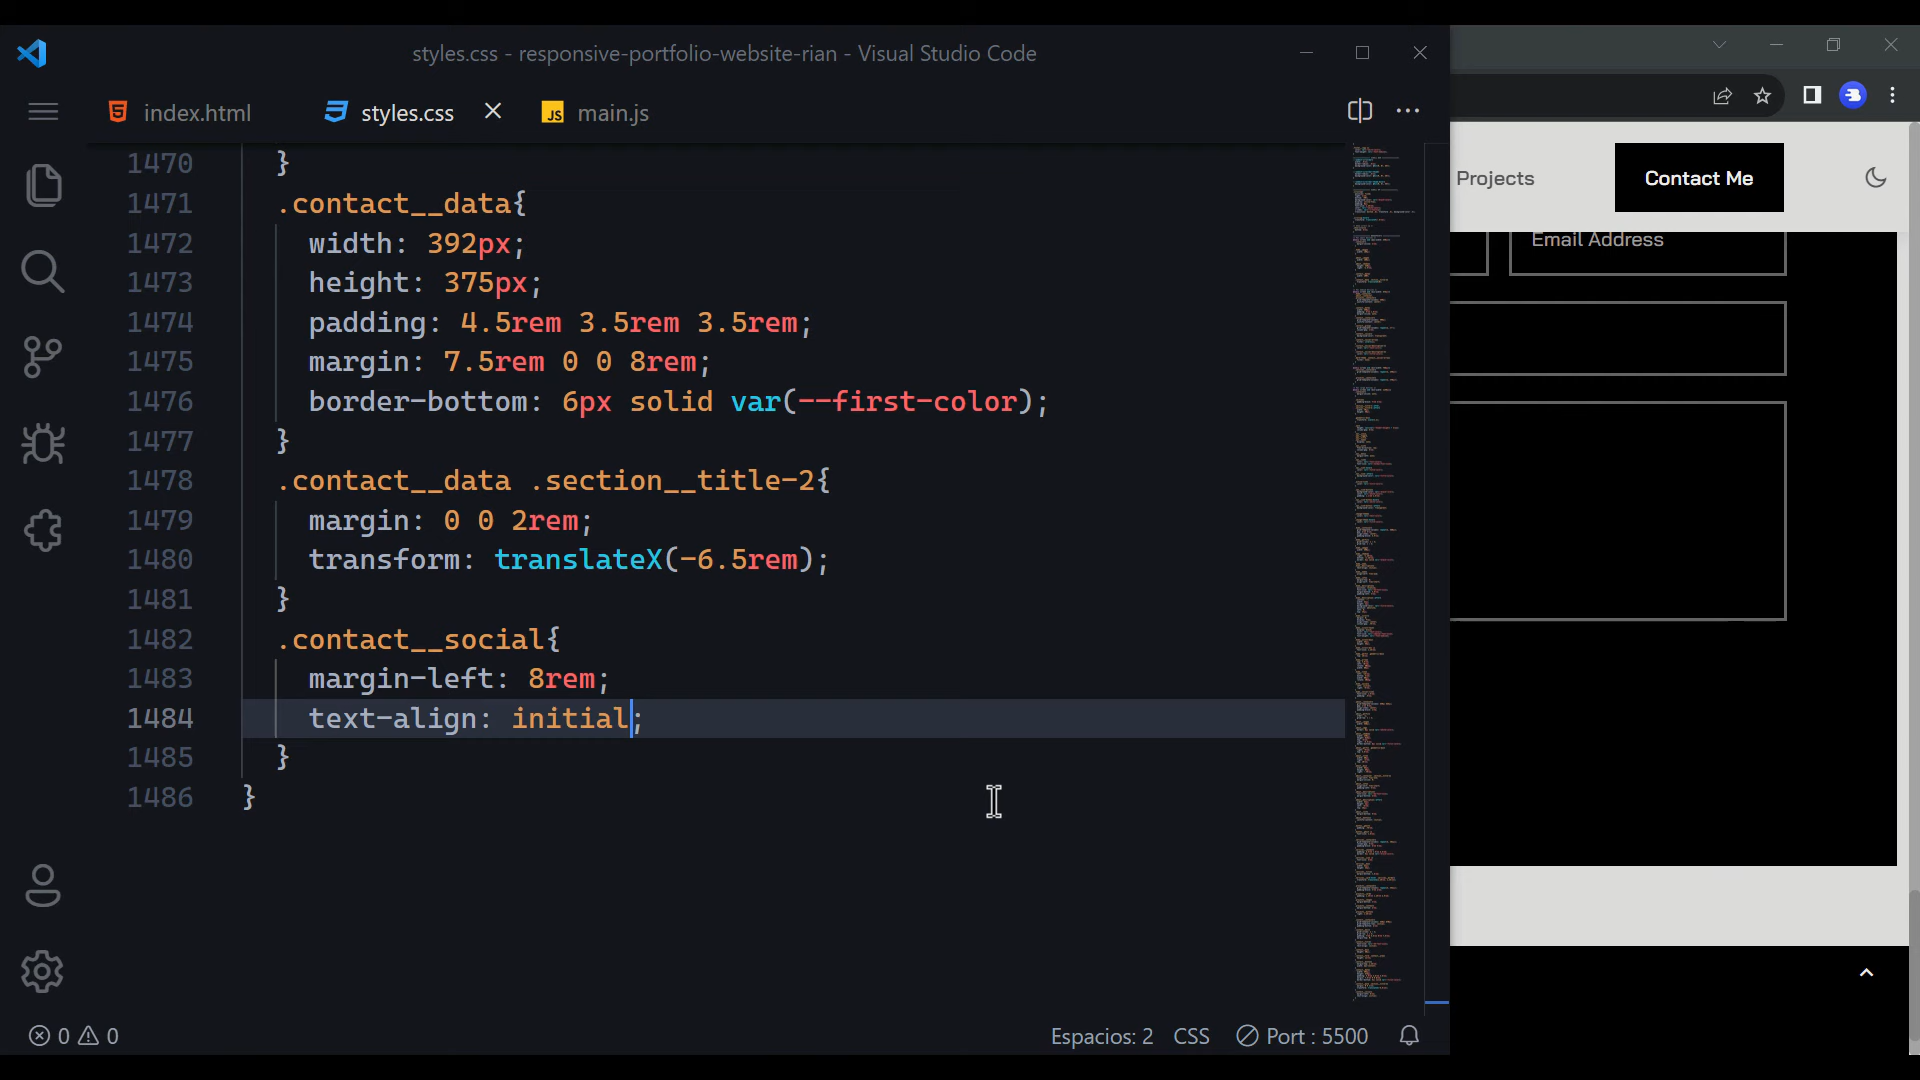 styles.css - responsive-portfolio-website-rian - Visual Studio Code
index.html
styles.css
JS main.js
1470 }
1471 .contact__data{
1472 width: 392px;
1473 height: 375px;
1474 padding: 4.5rem 3.5rem 3.5rem;
1475 margin: 7.5rem 0 0 8rem;
1476 border-bottom: 6px solid var(--first-color);
1477 }
1478 .contact__data .section__title-2{
1479 margin: 0 0 2rem;
1480 transform: translateX(-6.5rem);
1481 }
1482 .contact__social{
1483 margin-left: 8rem;
1484 text-align: initial;
1485 }
1486 }
0 0
Espacios: 2 CSS Port : 5500
Projects
Contact Me
Email Address